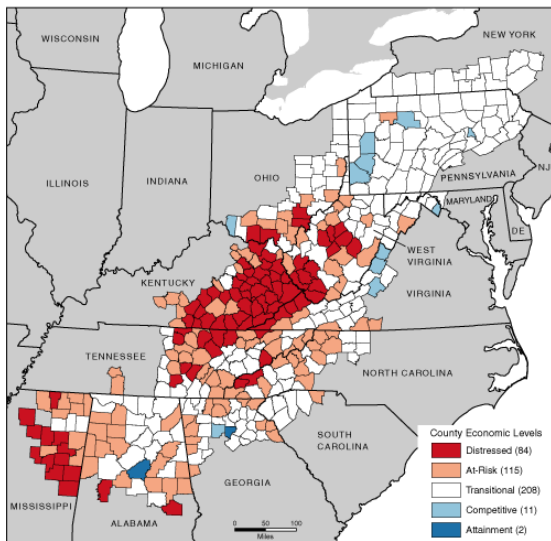 WISCONSIN
MICHIGAN
NEW YORK
ILLINOIS
INDIANA
OHIO
PENNSYLVANIA
NJ
MARYLAND
DE
WEST
VIRGINIA
KENTUCKY
VIRGINIA
TENNESSEE
NORTH CAROLINA
SOUTH
CAROLINA
MISSISSIPPI
ALABAMA
GEORGIA
County Economic Levels
Distressed (84)
At-Risk (115)
Transitional (208)
Competitive (11)
Attainment (2)
0 50 100
Miles